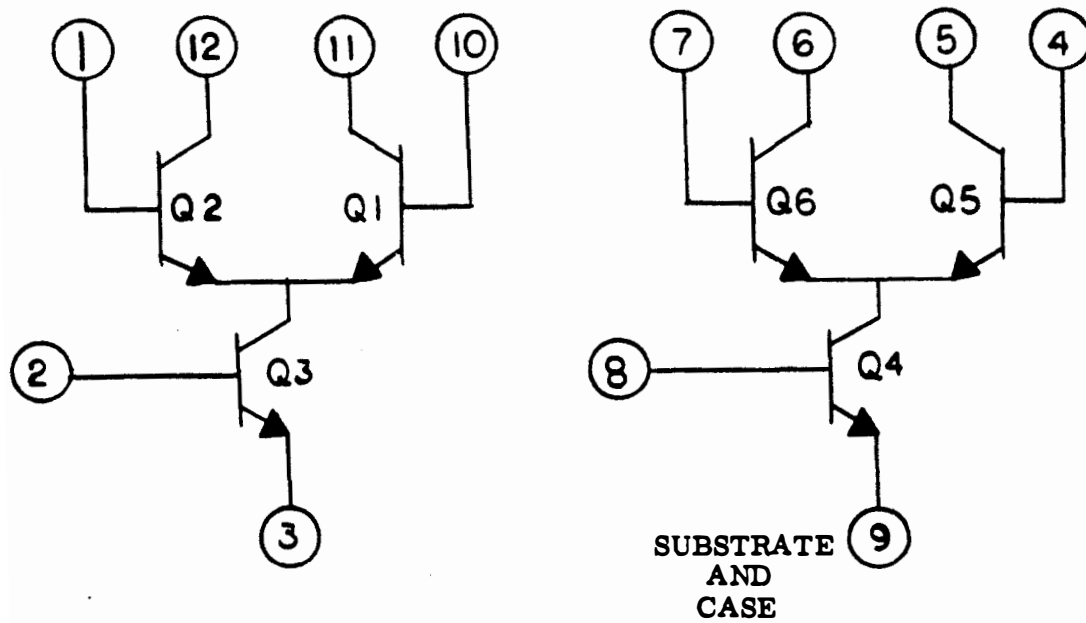 1 12 11 10 7 6 5 4
Q2 Q1 Q6 Q5
2 Q3 8 Q4
3 9
SUBSTRATE
AND
CASE